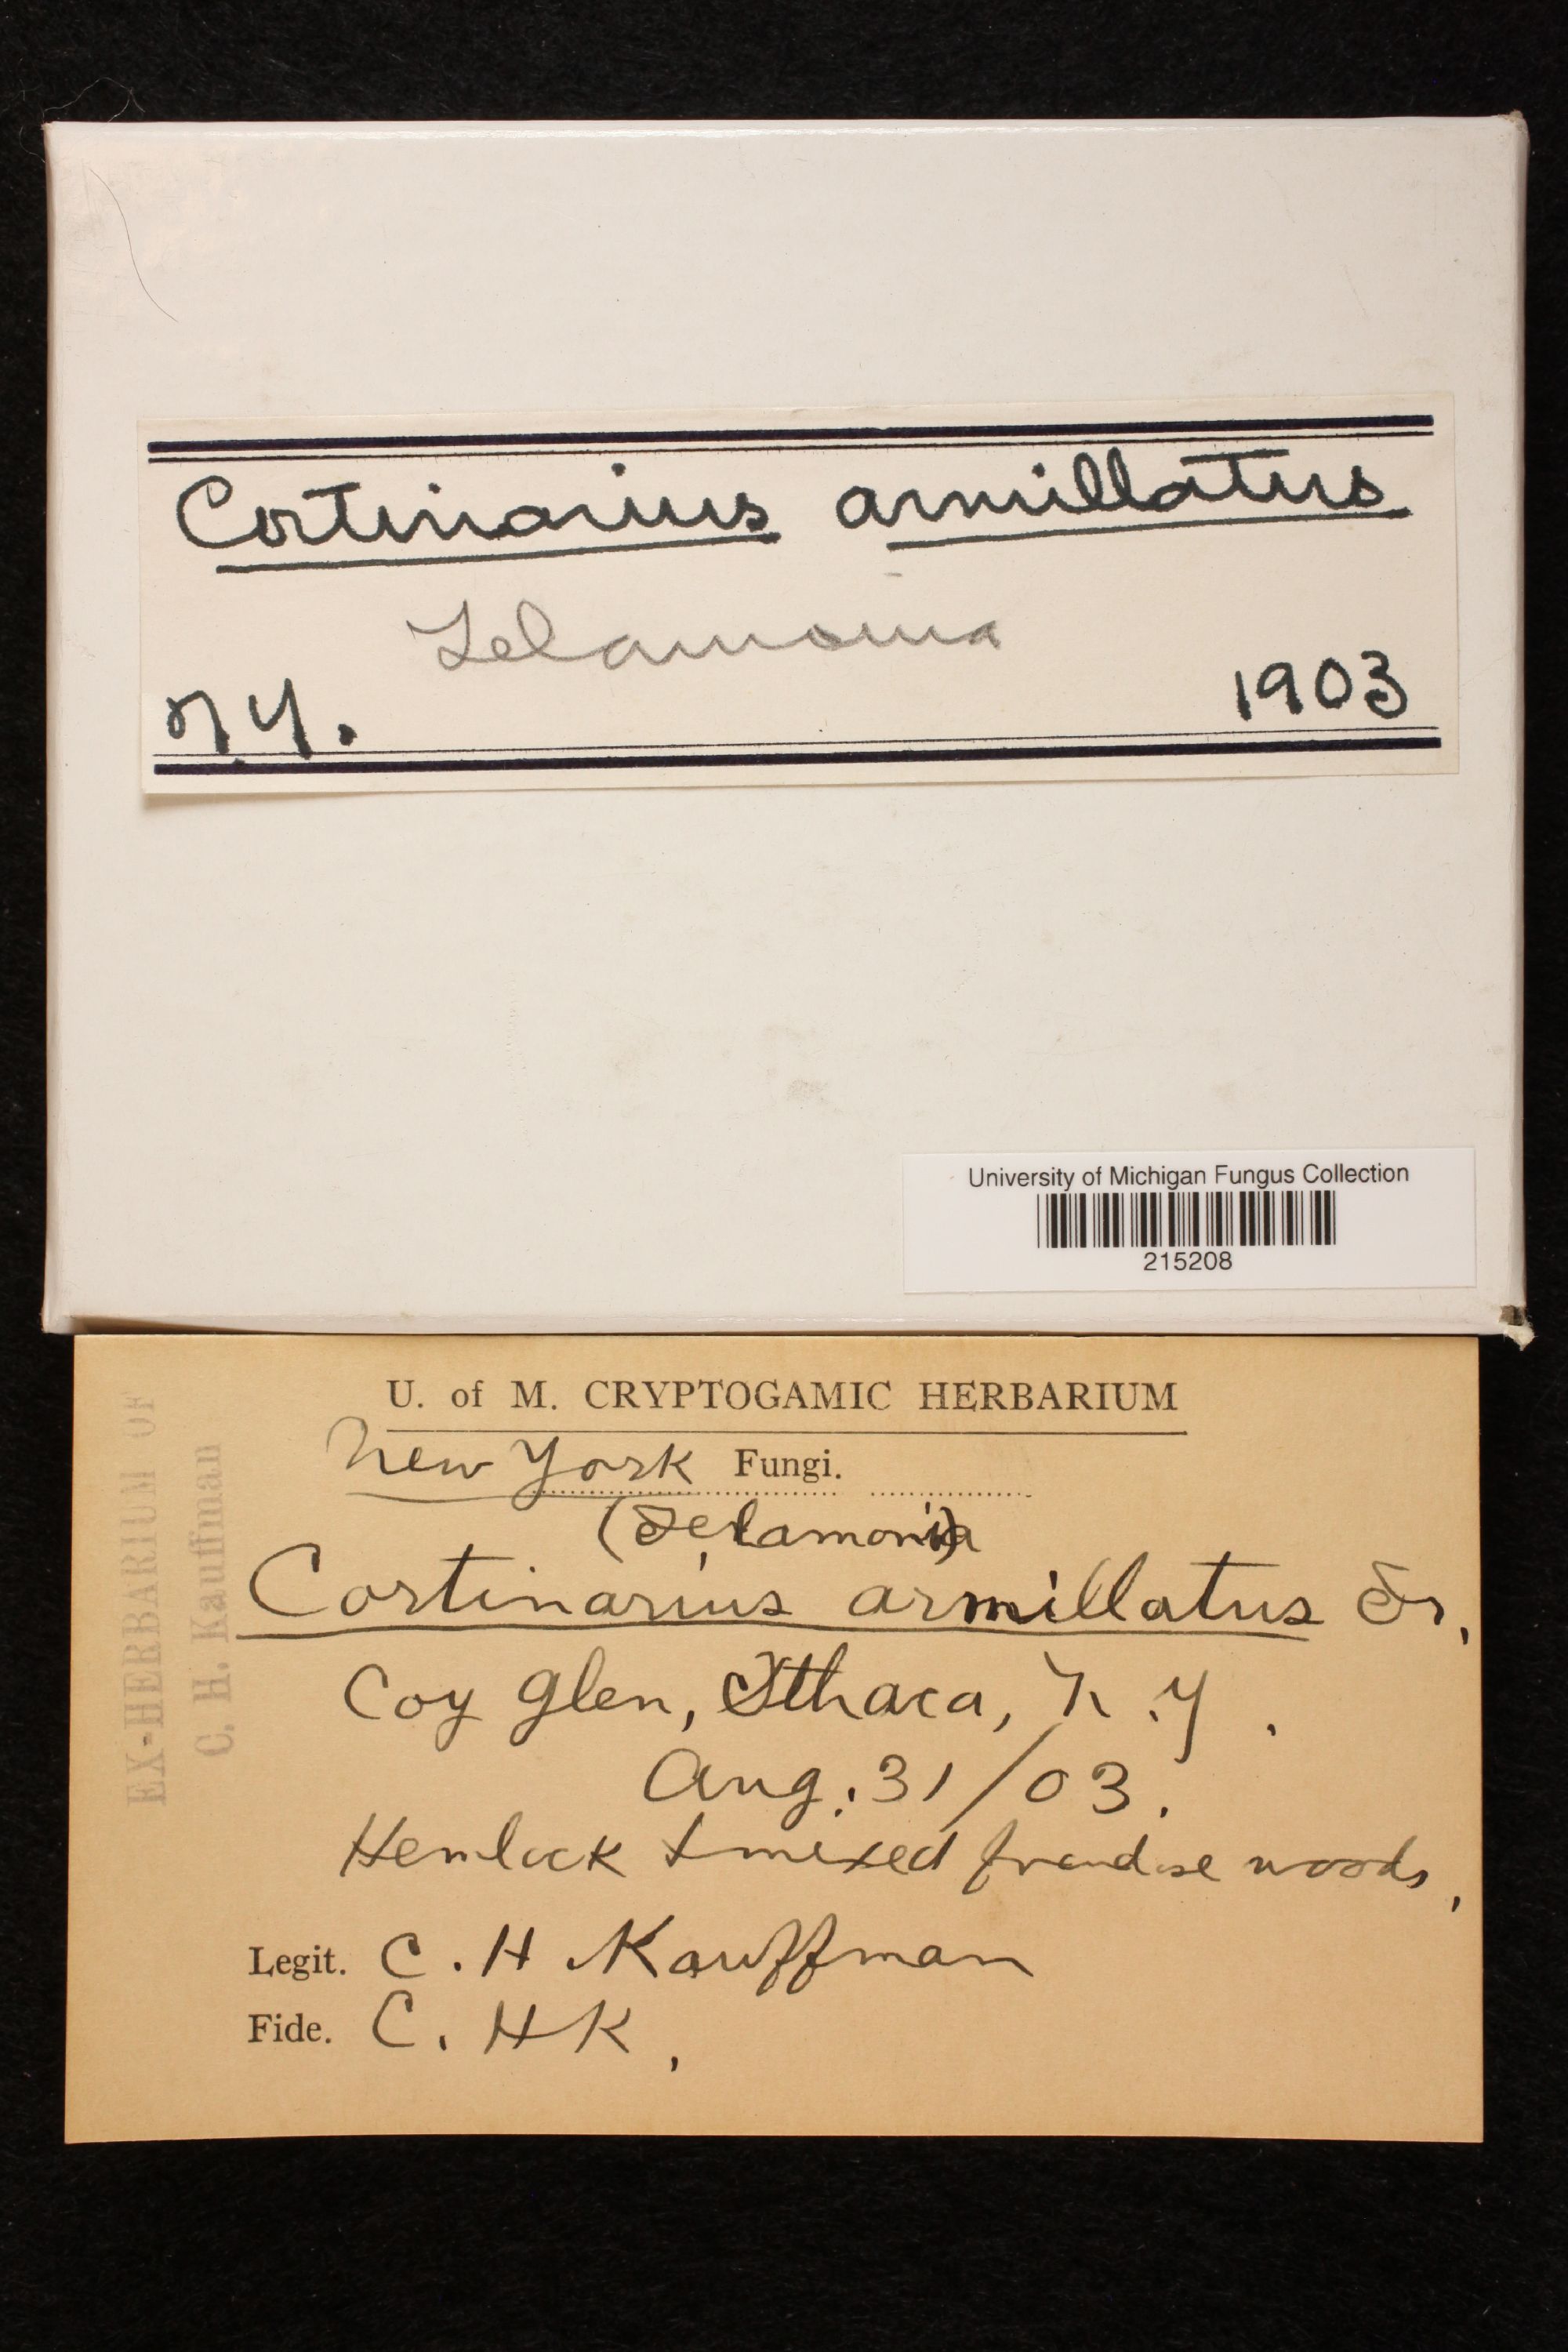 Cortinarius armillatus
Telamonia
N.Y. 1903
University of Michigan Fungus Collection
215208
U. of M. CRYPTOGAMIC HERBARIUM
New York Fungi.
(Telamonia)
Cortinarius armillatus Fr.
Coy Glen, Ithaca, N.Y.
Aug. 31/03.
Hemlock & mixed frondose woods,
Legit. C. H Kauffman
Fide. C. HK,
EX-HERBARIUM OF
C. H. Kauffman